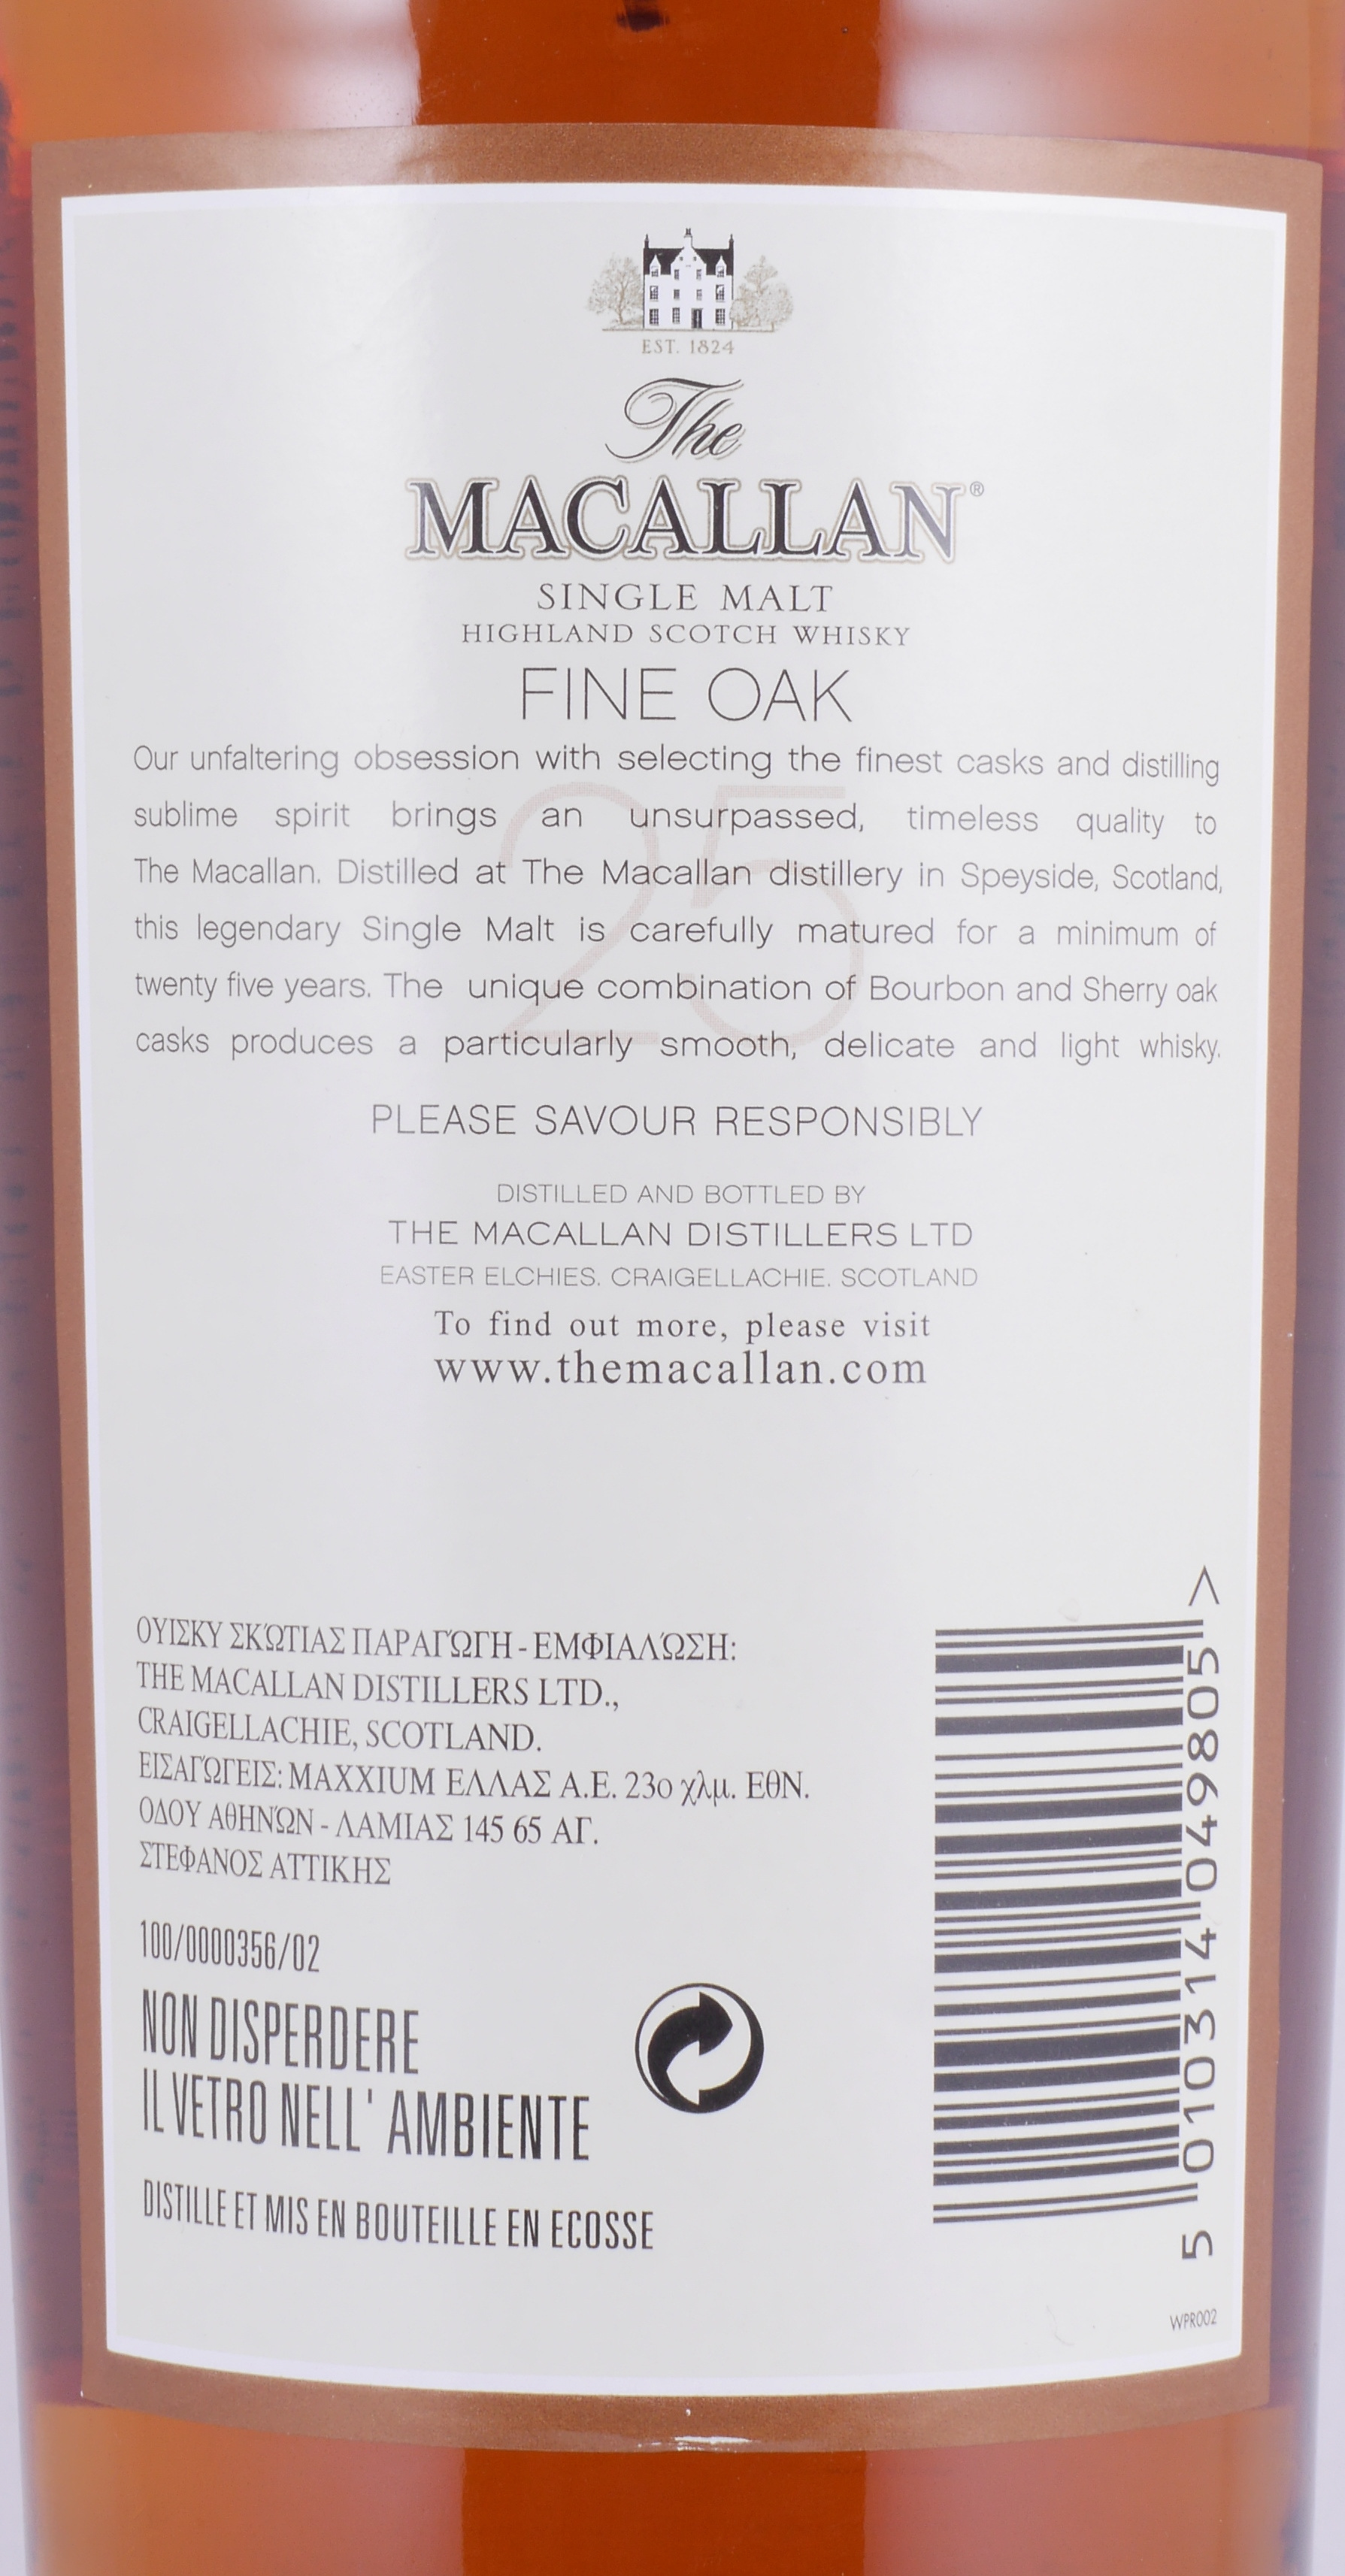 EST. 1824
The
MACALLAN®
SINGLE MALT
HIGHLAND SCOTCH WHISKY
FINE OAK
25
Our unfaltering obsession with selecting the finest casks and distilling
sublime spirit brings an unsurpassed, timeless quality to
The Macallan. Distilled at The Macallan distillery in Speyside, Scotland,
this legendary Single Malt is carefully matured for a minimum of
twenty five years. The unique combination of Bourbon and Sherry oak
casks produces a particularly smooth, delicate and light whisky.
PLEASE SAVOUR RESPONSIBLY
DISTILLED AND BOTTLED BY
THE MACALLAN DISTILLERS LTD
EASTER ELCHIES. CRAIGELLACHIE. SCOTLAND
To find out more, please visit
www.themacallan.com
ΟΥΙΣΚΥ ΣΚΏΤΙΑΣ ΠΑΡΑΓΏΓΗ - ΕΜΦΙΑΛΏΣΗ:
THE MACALLAN DISTILLERS LTD.,
CRAIGELLACHIE, SCOTLAND.
ΕΙΣΑΓΏΓΕΙΣ: MAXXIUM ΕΛΛΑΣ Α.Ε. 23ο χλμ. ΕΘΝ.
ΟΔΟΥ ΑΘΗΝΏΝ - ΛΑΜΙΑΣ 145 65 ΑΓ.
ΣΤΕΦΑΝΟΣ ΑΤΤΙΚΗΣ
100/0000356/02
NON DISPERDERE
IL VETRO NELL' AMBIENTE
DISTILLE ET MIS EN BOUTEILLE EN ECOSSE
5 010314 049805 >
WPR002